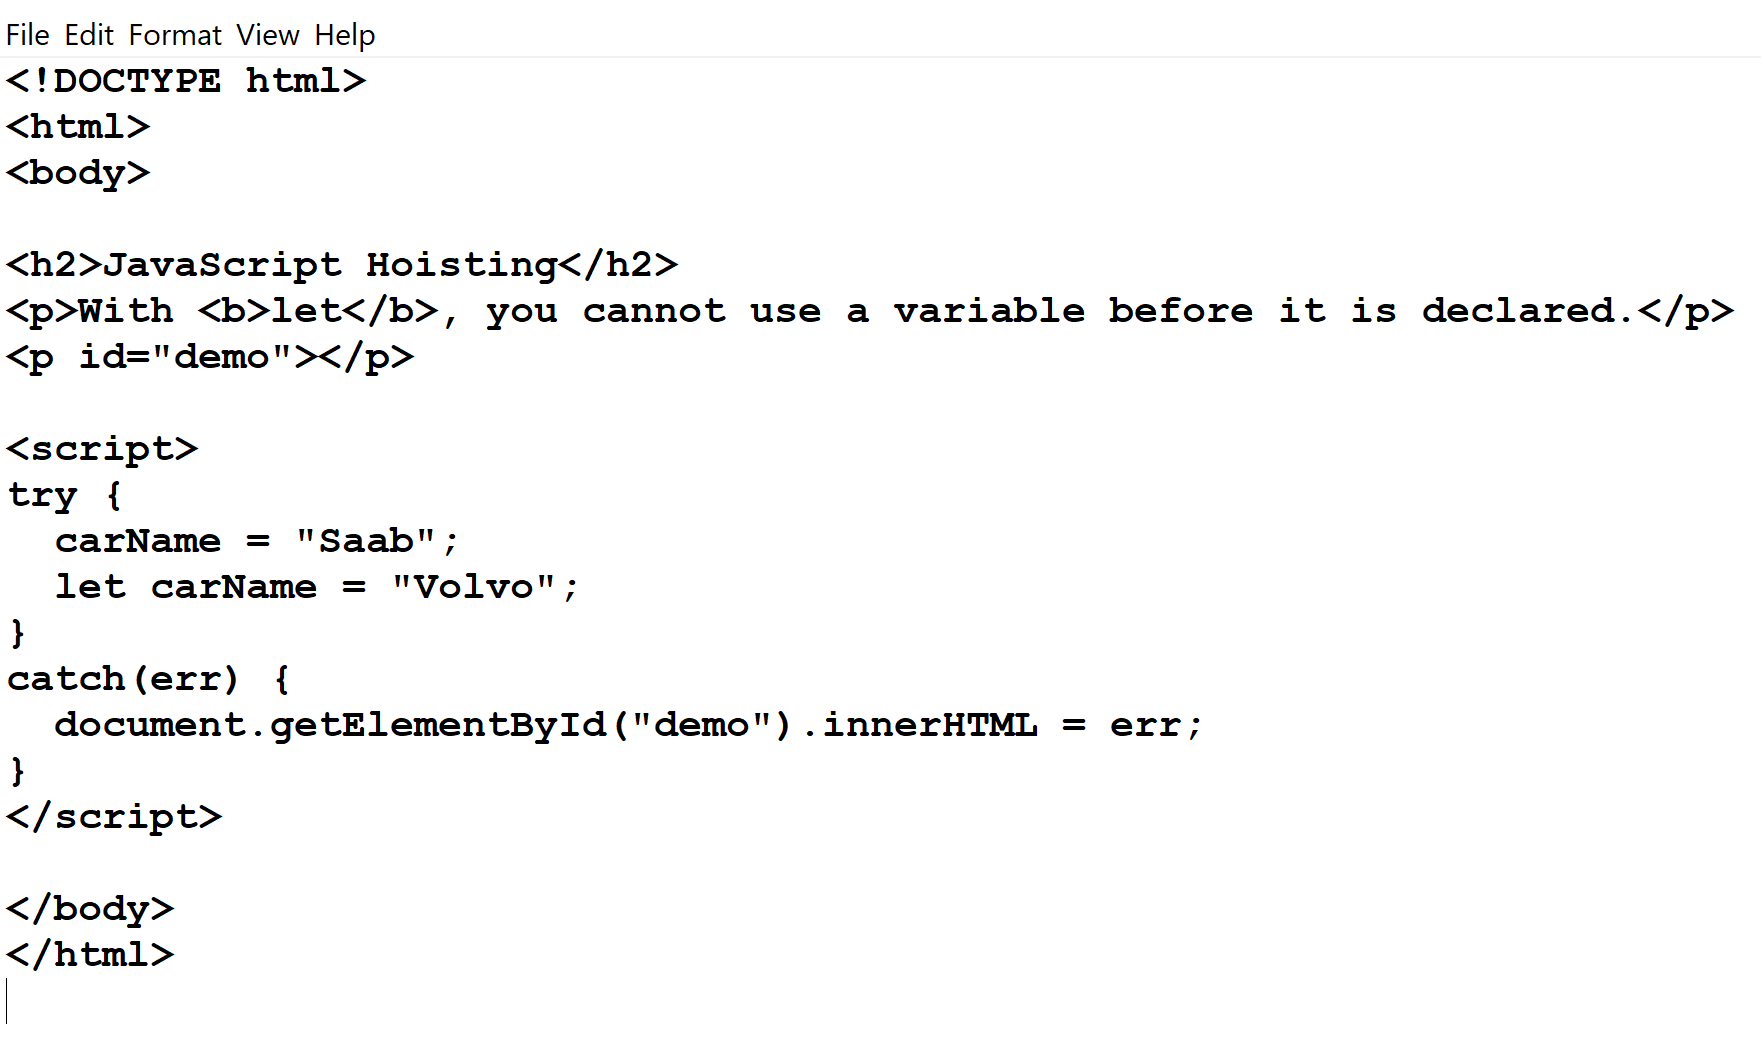 File Edit Format View Help
<!DOCTYPE html>
<html>
<body>
<h2>JavaScript Hoisting</h2>
<p>With <b>let</b>, you cannot use a variable before it is declared.</p>
<p id="demo"></p>
<script>
try {
  carName = "Saab";
  let carName = "Volvo";
}
catch(err) {
  document.getElementById("demo").innerHTML = err;
}
</script>
</body>
</html>